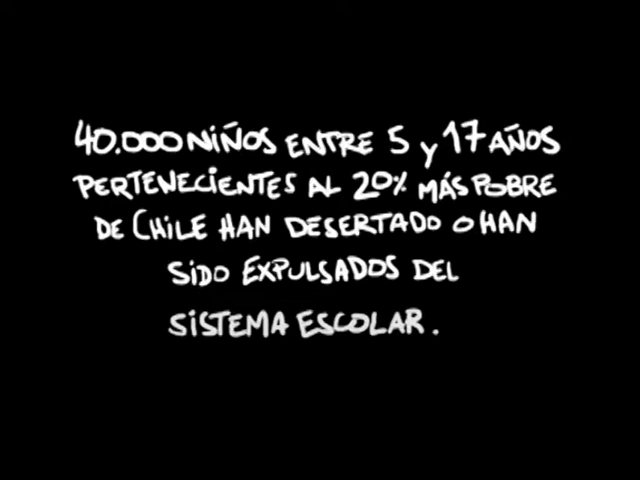 40.000 NIÑOS ENTRE 5 y 17 AÑOS
PERTENECIENTES AL 20% MÁS POBRE
DE CHILE HAN DESERTADO O HAN
SIDO EXPULSADOS DEL
SISTEMA ESCOLAR.